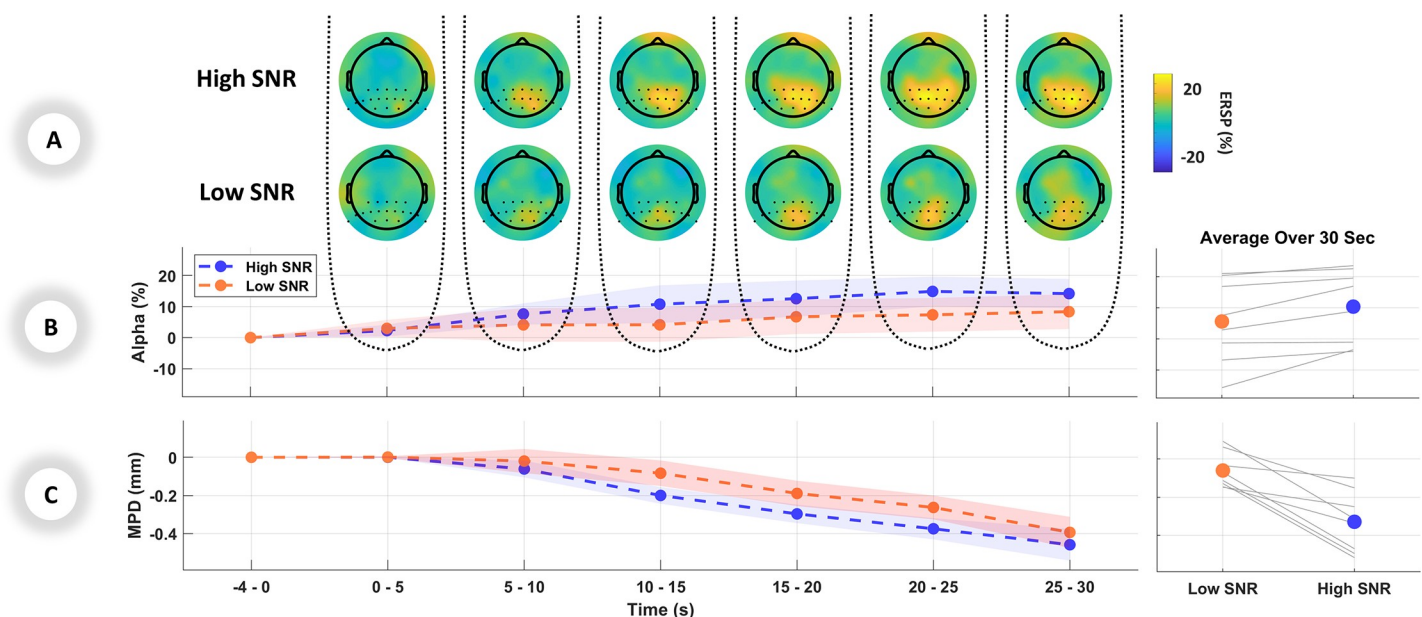 A
High SNR
Low SNR
20
-20
ERSP (%)
B
Alpha (%)
20
10
0
-10
High SNR
Low SNR
Average Over 30 Sec
C
MPD (mm)
0
-0.2
-0.4
-4 - 0
0 - 5
5 - 10
10 - 15
15 - 20
20 - 25
25 - 30
Time (s)
Low SNR
High SNR